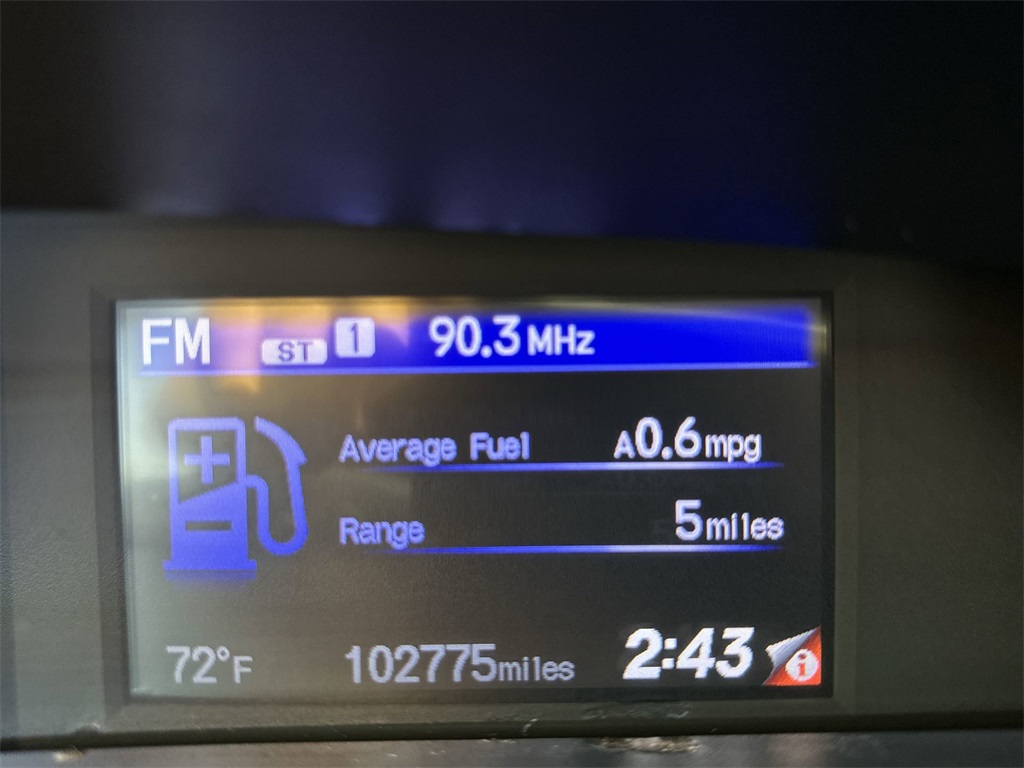 FM ST 1 90.3 MHz
Average Fuel A0.6mpg
Range 5miles
72°F 102775miles 2:43 i